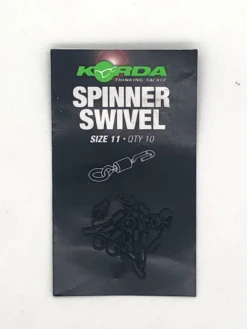 KORDA
THINKING TACKLE
SPINNER
SWIVEL
SIZE 11 • QTY 10